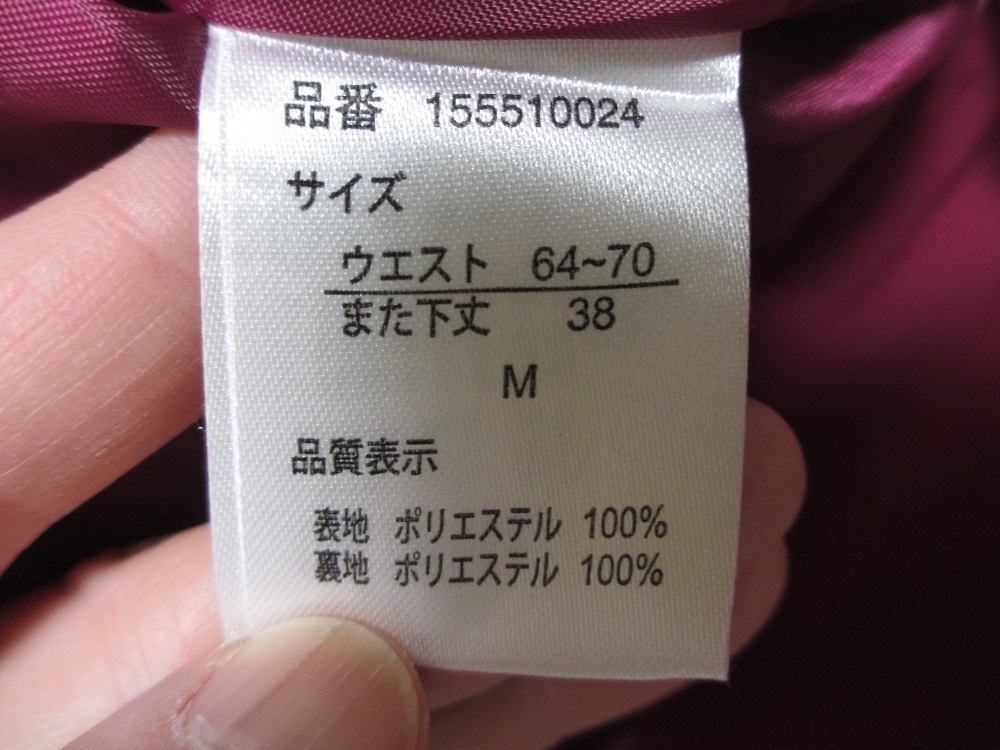 品番 155510024
サイズ
ウエスト 64~70
また下丈 38
M
品質表示
表地 ポリエステル 100%
裏地 ポリエステル 100%